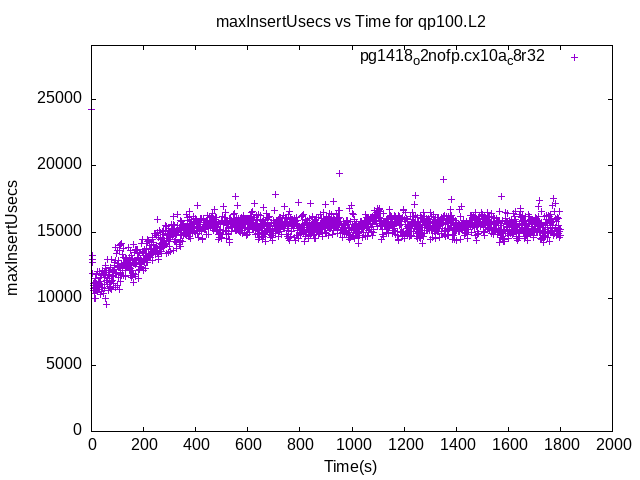 maxInsertUsecs vs Time for qp100.L2
pg1418o2nofp.cx10ac8r32
maxInsertUsecs
25000
20000
15000
10000
5000
0
0 200 400 600 800 1000 1200 1400 1600 1800 2000
Time(s)